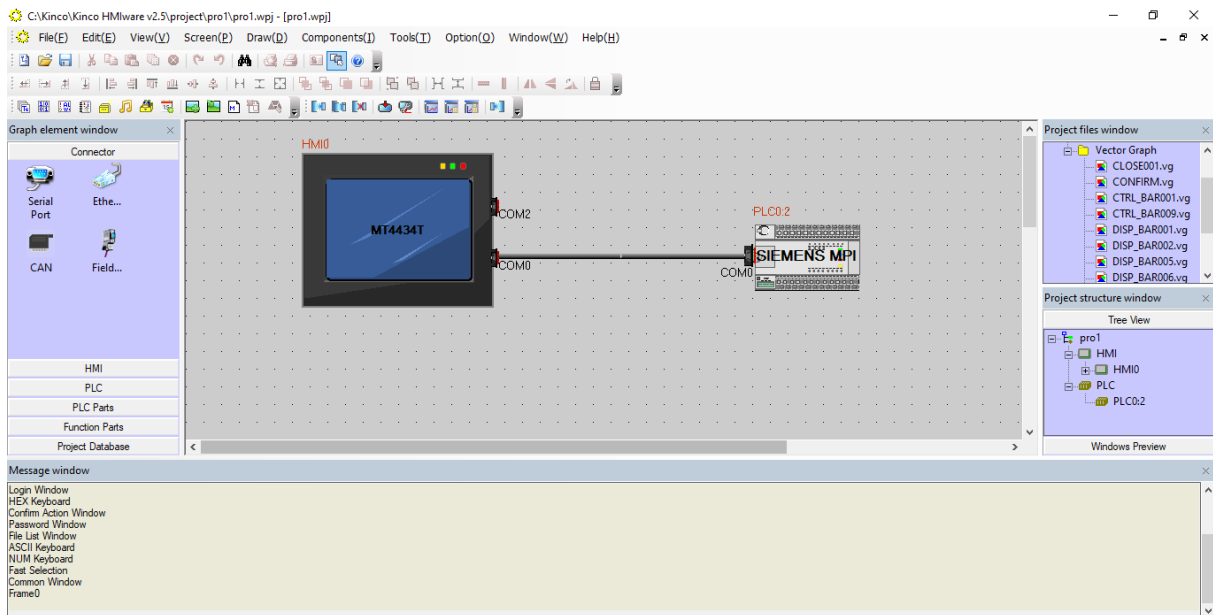 C:\Kinco\Kinco HMIware v2.5\project\pro1\pro1.wpj - [pro1.wpj]
File(F) Edit(E) View(V) Screen(P) Draw(D) Components(I) Tools(T) Option(O) Window(W) Help(H)
Graph element window
Connector
Serial Port
Ethe...
CAN
Field...
HMI
PLC
PLC Parts
Function Parts
Project Database
HMI0
MT4434T
COM2
COM0
PLC0:2
SIEMENS MPI
COM0
Project files window
Vector Graph
CLOSE001.vg
CONFIRM.vg
CTRL_BAR001.vg
CTRL_BAR009.vg
DISP_BAR001.vg
DISP_BAR002.vg
DISP_BAR005.vg
DISP_BAR006.vg
Project structure window
Tree View
pro1
HMI
HMI0
PLC
PLC0:2
Windows Preview
Message window
Login Window
HEX Keyboard
Confirm Action Window
Password Window
File List Window
ASCII Keyboard
NUM Keyboard
Fast Selection
Common Window
Frame0